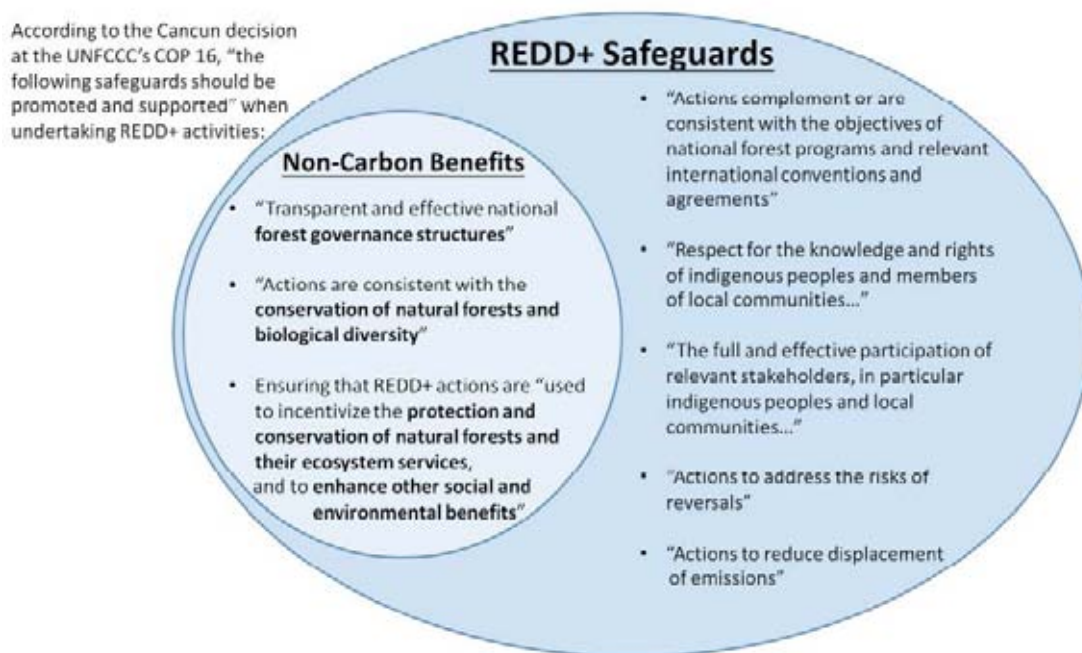 According to the Cancun decision
at the UNFCCC's COP 16, "the
following safeguards should be
promoted and supported" when
undertaking REDD+ activities:
REDD+ Safeguards
Non-Carbon Benefits
• "Transparent and effective national
forest governance structures"
• "Actions are consistent with the
conservation of natural forests and
biological diversity"
• Ensuring that REDD+ actions are "used
to incentivize the protection and
conservation of natural forests and
their ecosystem services,
and to enhance other social and
environmental benefits"
• "Actions complement or are
consistent with the objectives of
national forest programs and relevant
international conventions and
agreements"
• "Respect for the knowledge and rights
of indigenous peoples and members
of local communities..."
• "The full and effective participation of
relevant stakeholders, in particular
indigenous peoples and local
communities..."
• "Actions to address the risks of
reversals"
• "Actions to reduce displacement
of emissions"